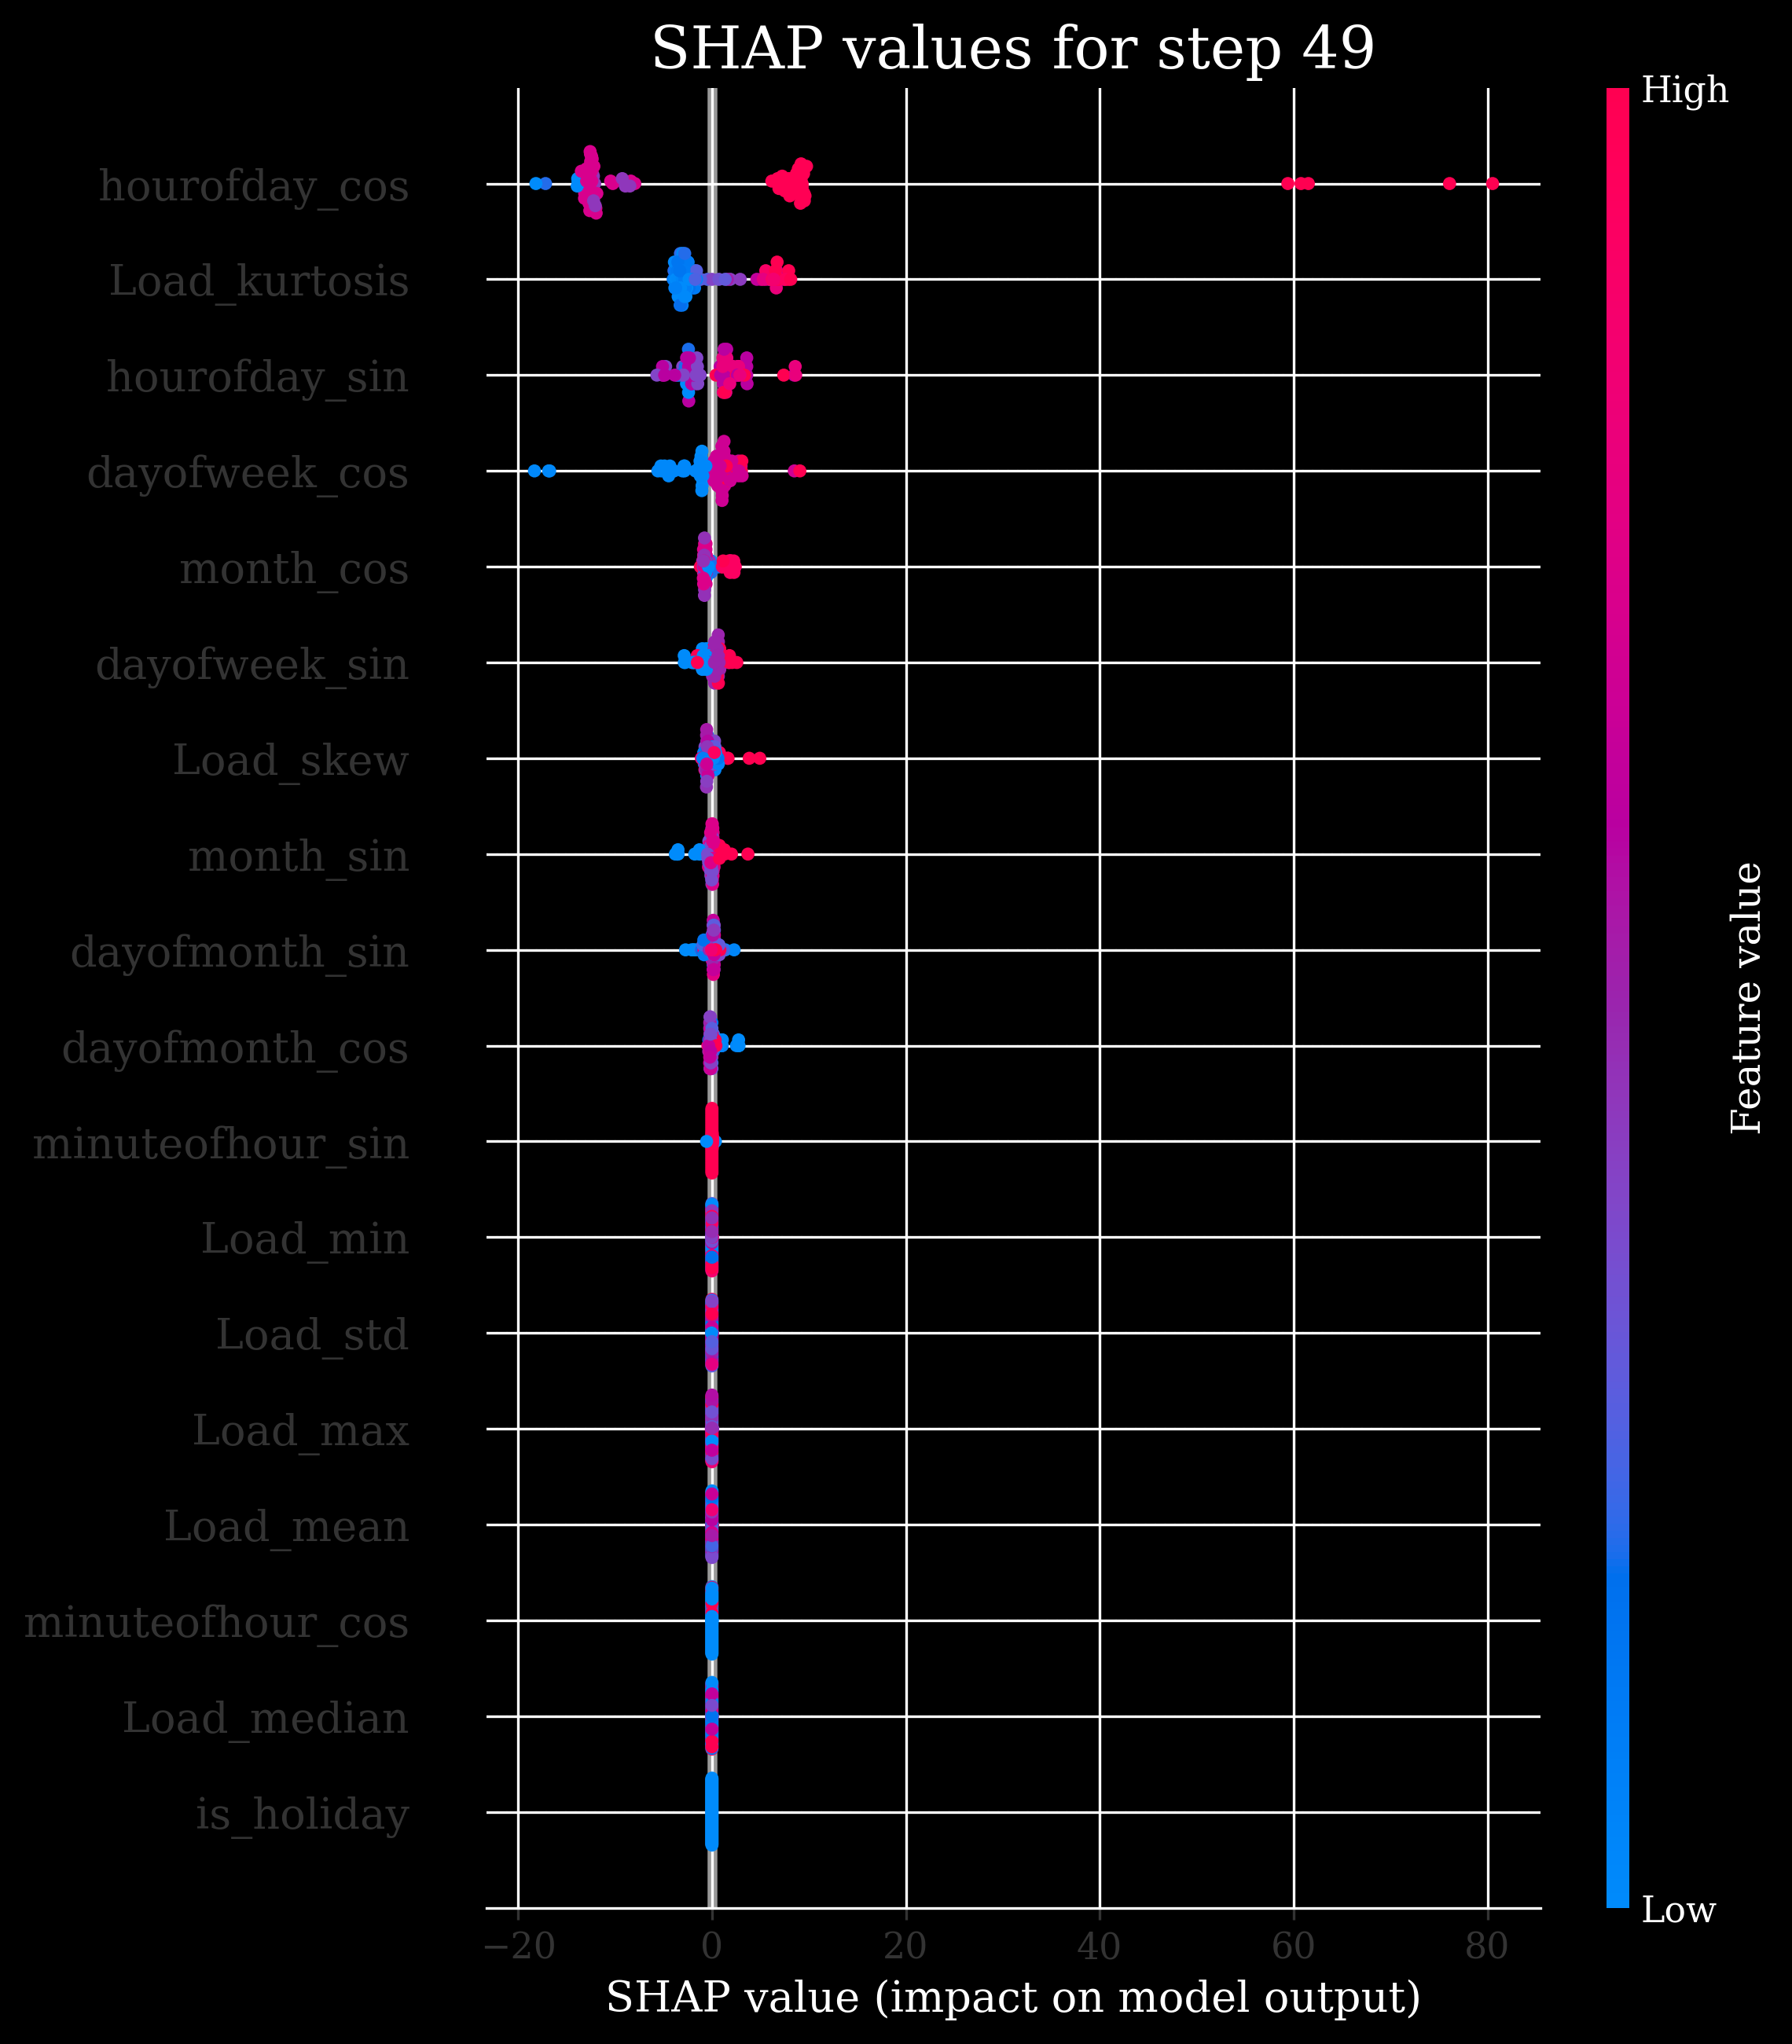 SHAP values for step 49
High
hourofday_cos
Load_kurtosis
hourofday_sin
dayofweek_cos
month_cos
dayofweek_sin
Load_skew
month_sin
dayofmonth_sin
dayofmonth_cos
minuteofhour_sin
Load_min
Load_std
Load_max
Load_mean
minuteofhour_cos
Load_median
is_holiday
Feature value
Low
−20 0 20 40 60 80
SHAP value (impact on model output)